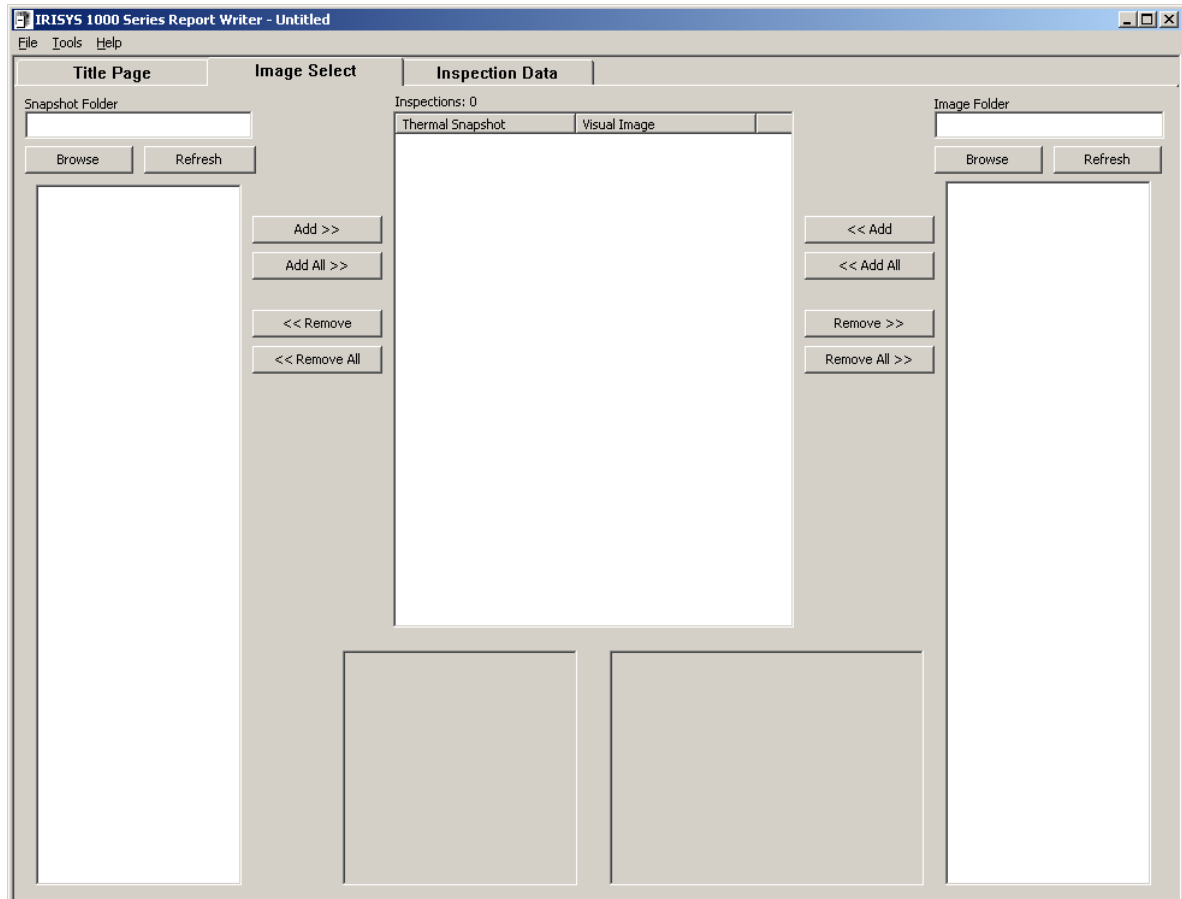 IRISYS 1000 Series Report Writer - Untitled
File Tools Help
Title Page Image Select Inspection Data
Snapshot Folder
Browse Refresh
Add >>
Add All >>
<< Remove
<< Remove All
Inspections: 0
Thermal Snapshot Visual Image
Image Folder
Browse Refresh
<< Add
<< Add All
Remove >>
Remove All >>